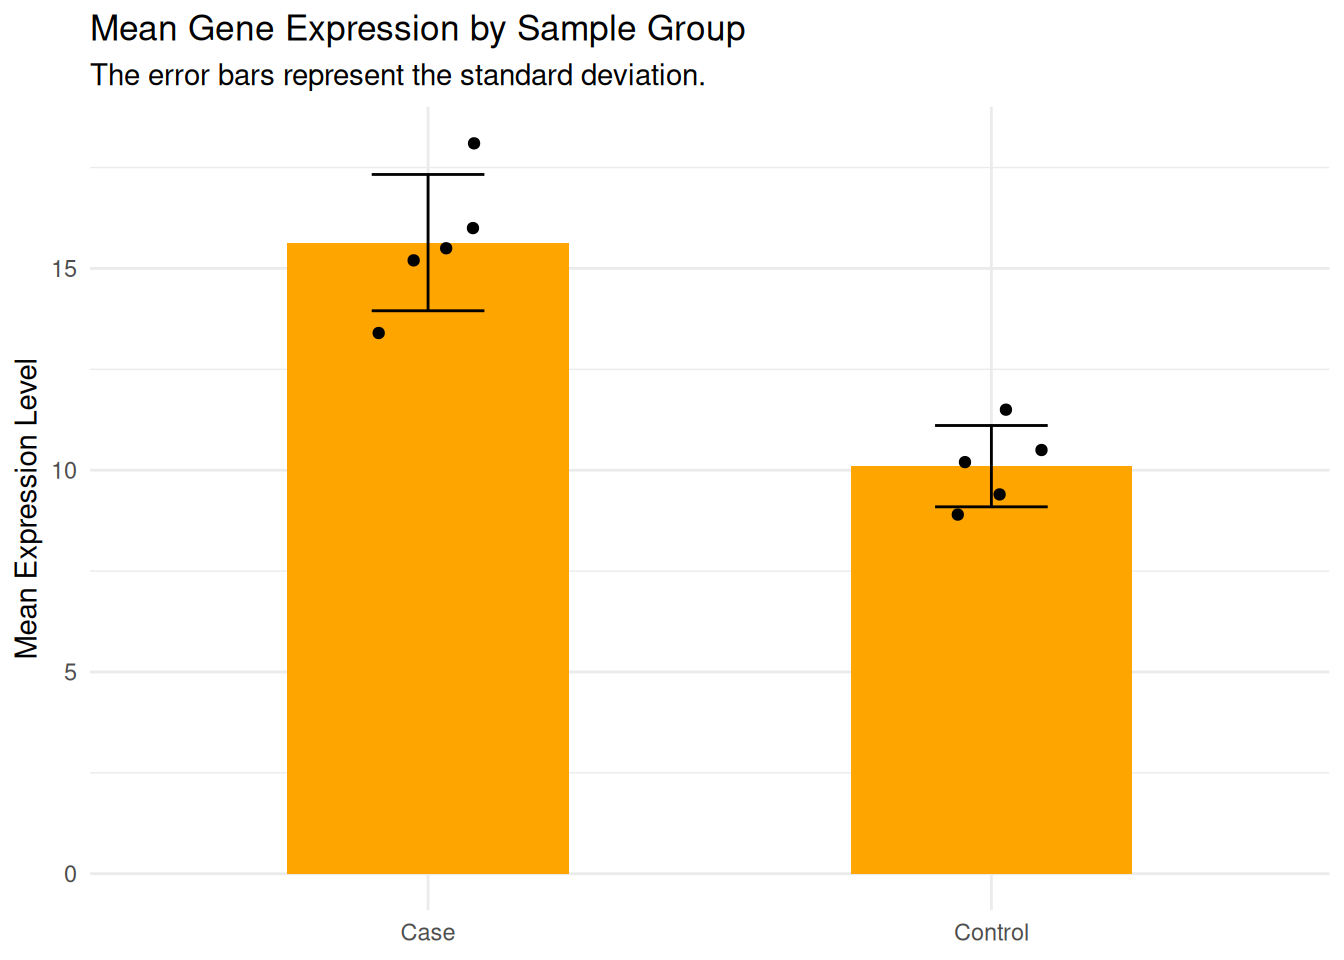 Mean Gene Expression by Sample Group
The error bars represent the standard deviation.
Mean Expression Level
15
10
5
0
Case
Control